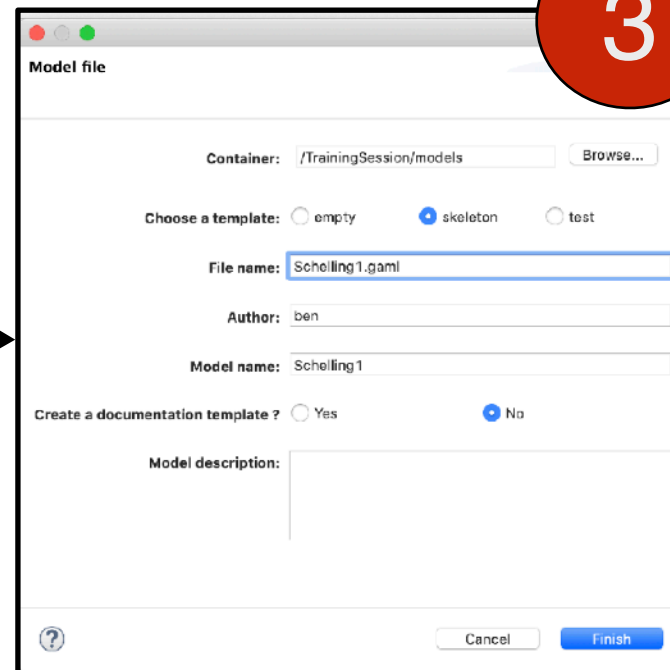 3
Model file
Container: /TrainingSession/models Browse...
Choose a template: empty skeleton test
File name: Schelling1.gaml
Author: ben
Model name: Schelling1
Create a documentation template ? Yes No
Model description:
? Cancel Finish